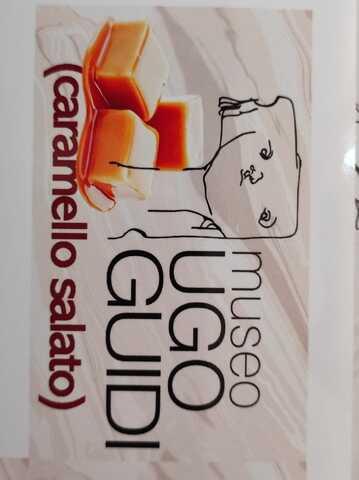 museo
UGO
GUIDI
(caramello salato)